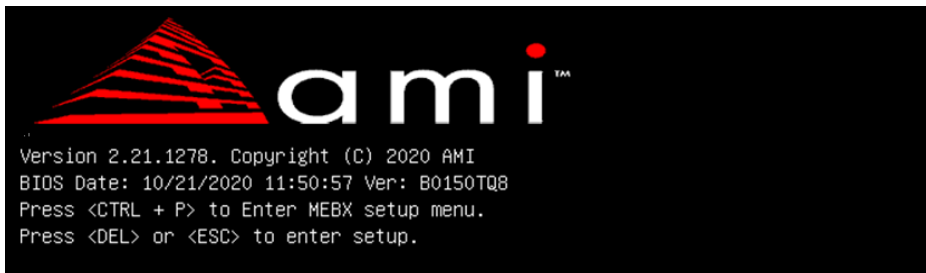 ami™
Version 2.21.1278. Copyright (C) 2020 AMI
BIOS Date: 10/21/2020 11:50:57 Ver: B0150TQ8
Press <CTRL + P> to Enter MEBX setup menu.
Press <DEL> or <ESC> to enter setup.